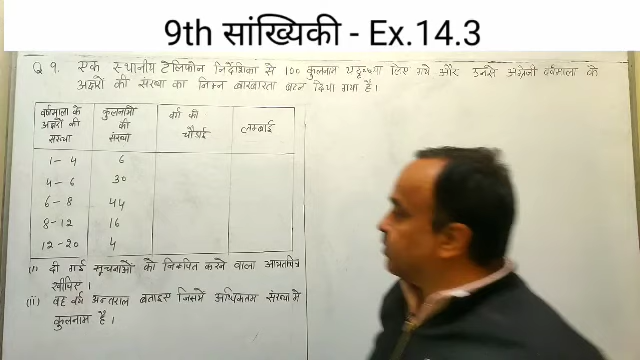 9th सांख्यिकी - Ex.14.3
Q 9. एक स्थानीय टेलिफोन निर्देशिका से 100 कुलनाम यदृच्छया लिए गये और उनसे अंग्रेजी वर्णमाला के
अक्षरों की संख्या का निम्न बारंबारता बंटन दिया गया है।
वर्णमाला के अक्षरों की संख्या कुलनामों की संख्या वर्ग की चौड़ाई लम्बाई
1 - 4 6
4 - 6 30
6 - 8 44
8 - 12 16
12 - 20 4
(i) दी गई सूचनाओं को निरूपित करने वाला आयतचित्र
खींचिए।
(ii) वह वर्ग अन्तराल बताइए जिसमें अधिकतम संख्या में
कुलनाम है।